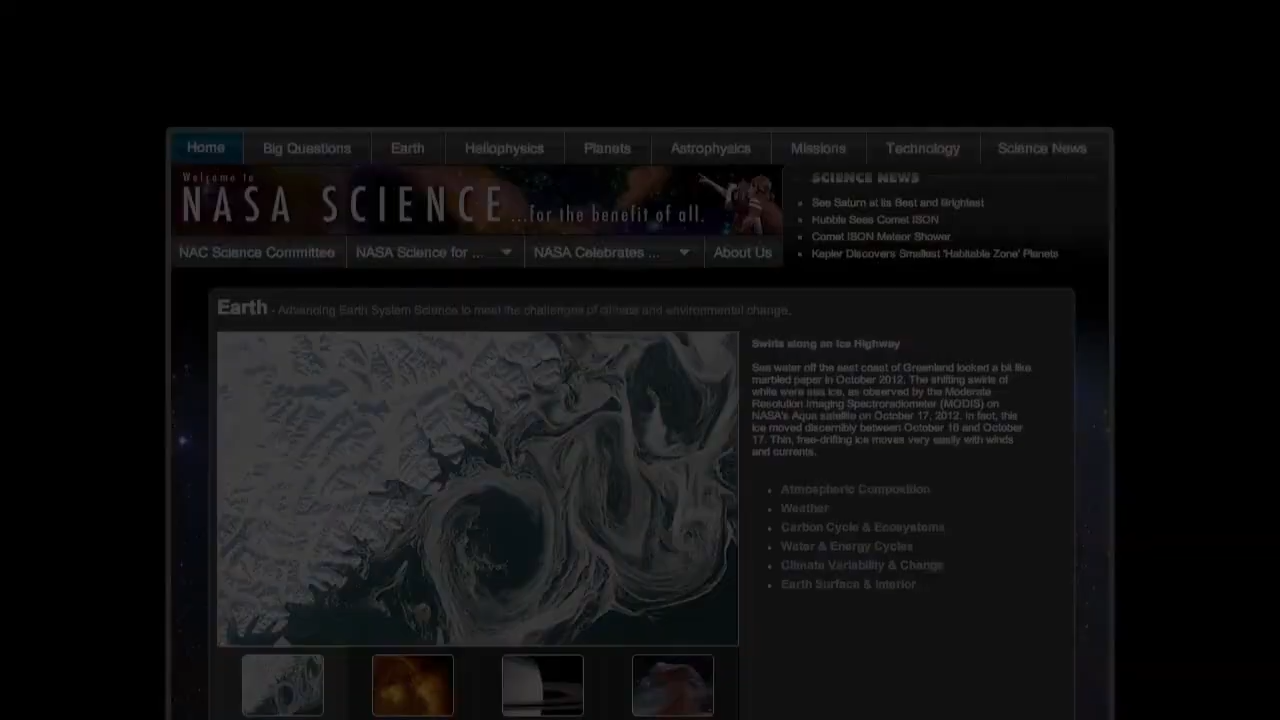 Home Big Questions Earth Heliophysics Planets Astrophysics Missions Technology Science News
Welcome to
NASA SCIENCE ...for the benefit of all.
NAC Science Committee NASA Science for ... NASA Celebrates ... About Us
SCIENCE NEWS
See Saturn at its Best and Brightest
Hubble Sees Comet ISON
Comet ISON Meteor Shower
Kepler Discovers Smallest 'Habitable Zone' Planets
Earth - Advancing Earth System Science to meet the challenges of climate and environmental change.
Swirls along an Ice Highway
Sea water off the east coast of Greenland looked a bit like
marbled paper in October 2012. The shifting swirls of
white were sea ice, as observed by the Moderate
Resolution Imaging Spectroradiometer (MODIS) on
NASA's Aqua satellite on October 17, 2012. In fact, this
ice moved discernibly between October 16 and October
17. Thin, free-drifting ice moves very easily with winds
and currents.
Atmospheric Composition
Weather
Carbon Cycle & Ecosystems
Water & Energy Cycles
Climate Variability & Change
Earth Surface & Interior